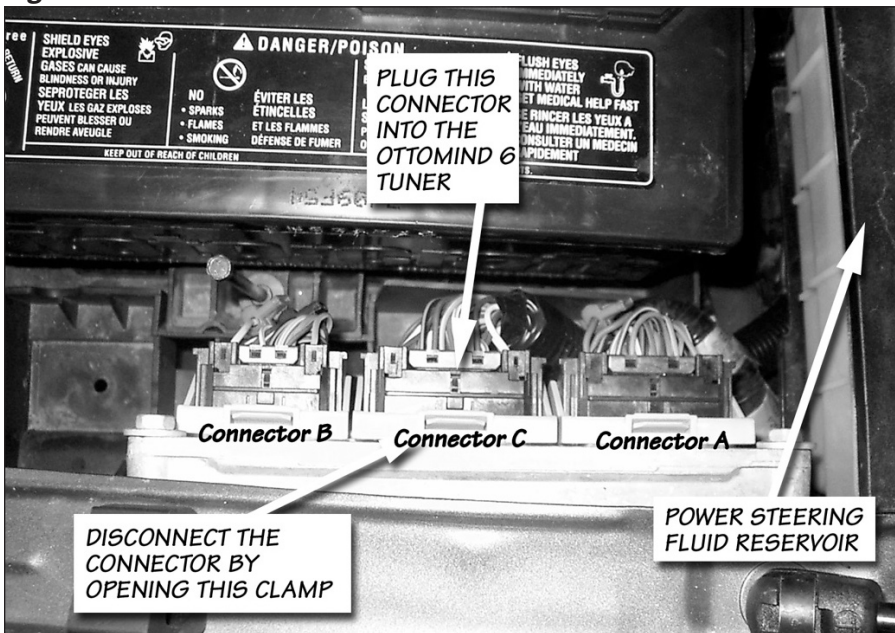 ree
RETURN
SHIELD EYES
EXPLOSIVE
GASES CAN CAUSE
BLINDNESS OR INJURY
SEPROTEGER LES
YEUX LES GAZ EXPLOSES
PEUVENT BLESSER OU
RENDRE AVEUGLE
DANGER/POISON
NO
• SPARKS
• FLAMES
• SMOKING
ÉVITER LES
ÉTINCELLES
ET LES FLAMMES
DÉFENSE DE FUMER
FLUSH EYES
IMMEDIATELY
WITH WATER
GET MEDICAL HELP FAST
RINCER LES YEUX A
EAU IMMEDIATEMENT.
CONSULTER UN MEDECIN
RAPIDEMENT
KEEP OUT OF REACH OF CHILDREN
PLUG THIS
CONNECTOR
INTO THE
OTTOMIND 6
TUNER
Connector B
Connector C
Connector A
DISCONNECT THE
CONNECTOR BY
OPENING THIS CLAMP
POWER STEERING
FLUID RESERVOIR